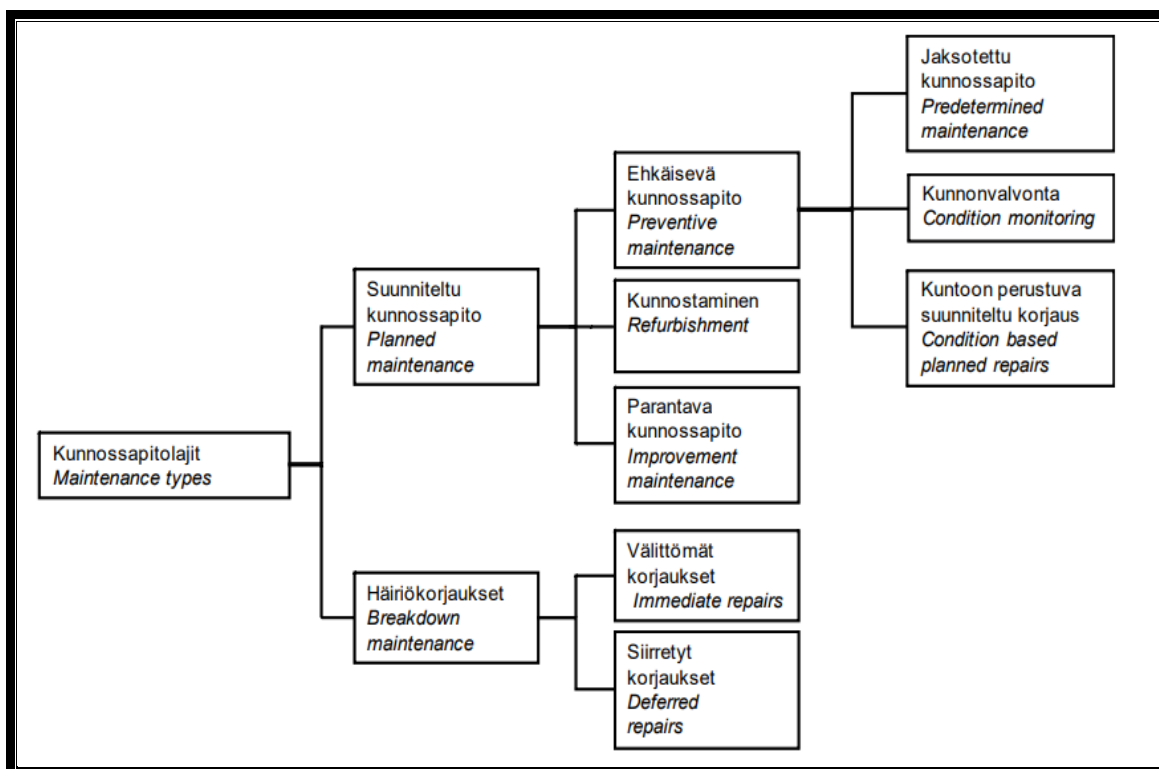 Kunnossapitolajit
Maintenance types
Suunniteltu
kunnossapito
Planned
maintenance
Häiriökorjaukset
Breakdown
maintenance
Ehkäisevä
kunnossapito
Preventive
maintenance
Kunnostaminen
Refurbishment
Parantava
kunnossapito
Improvement
maintenance
Välittömät
korjaukset
Immediate repairs
Siirretyt
korjaukset
Deferred
repairs
Jaksotettu
kunnossapito
Predetermined
maintenance
Kunnonvalvonta
Condition monitoring
Kuntoon perustuva
suunniteltu korjaus
Condition based
planned repairs